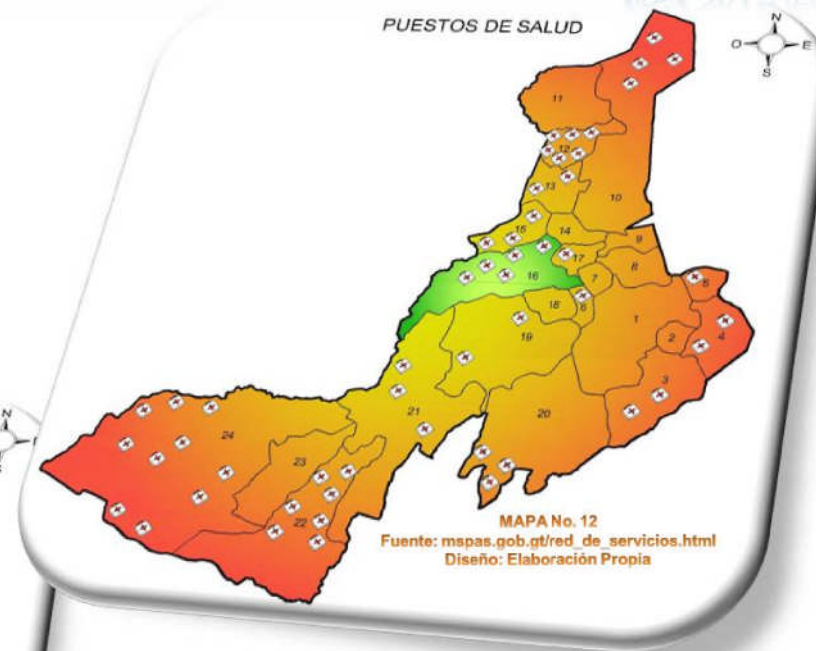 PUESTOS DE SALUD
N
O
E
S
11
12
13
10
15
14
9
17
8
16
7
5
18
6
1
19
2
4
3
21
20
24
23
22
N
S
MAPA No. 12
Fuente: mspas.gob.gt/red_de_servicios.html
Diseño: Elaboración Propia